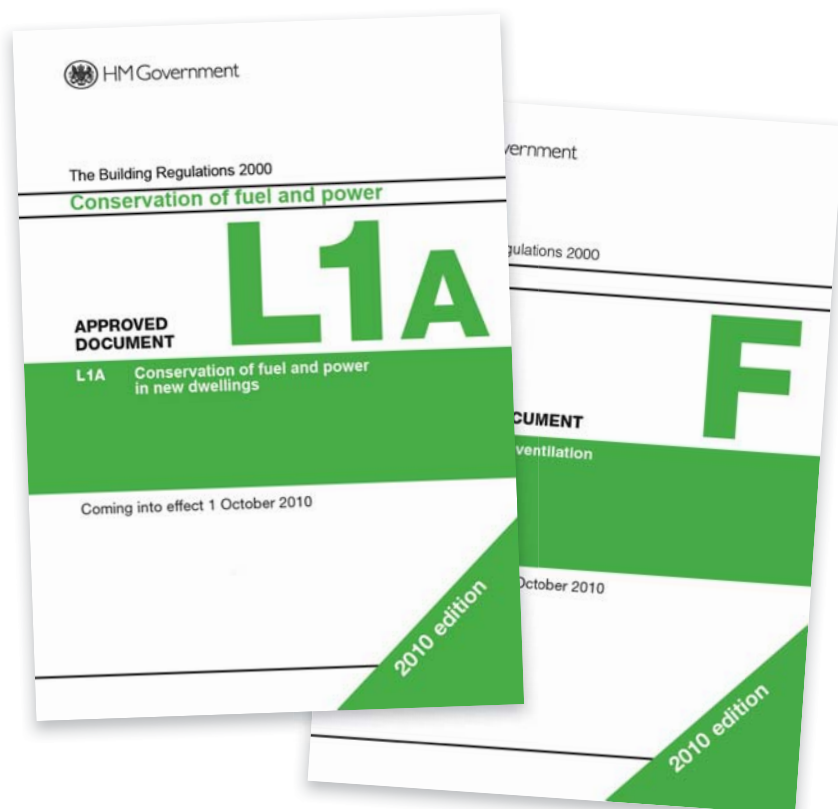 HM Government
The Building Regulations 2000
Conservation of fuel and power
L1A
APPROVED
DOCUMENT
L1A Conservation of fuel and power
in new dwellings
Coming into effect 1 October 2010
2010 edition
vernment
gulations 2000
F
CUMENT
ventilation
October 2010
2010 edition